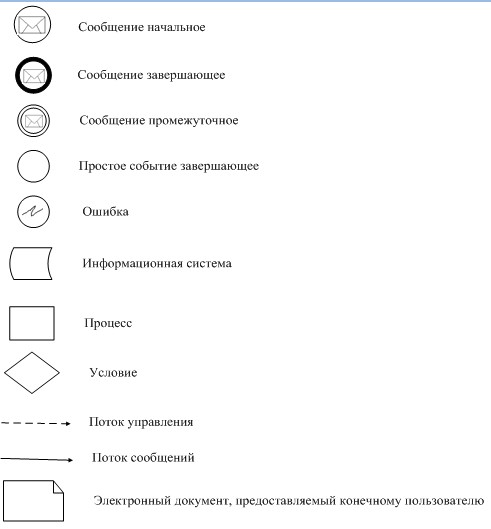 Сообщение начальное
Сообщение завершающее
Сообщение промежуточное
Простое событие завершающее
Ошибка
Информационная система
Процесс
Условие
Поток управления
Поток сообщений
Электронный документ, предоставляемый конечному пользователю